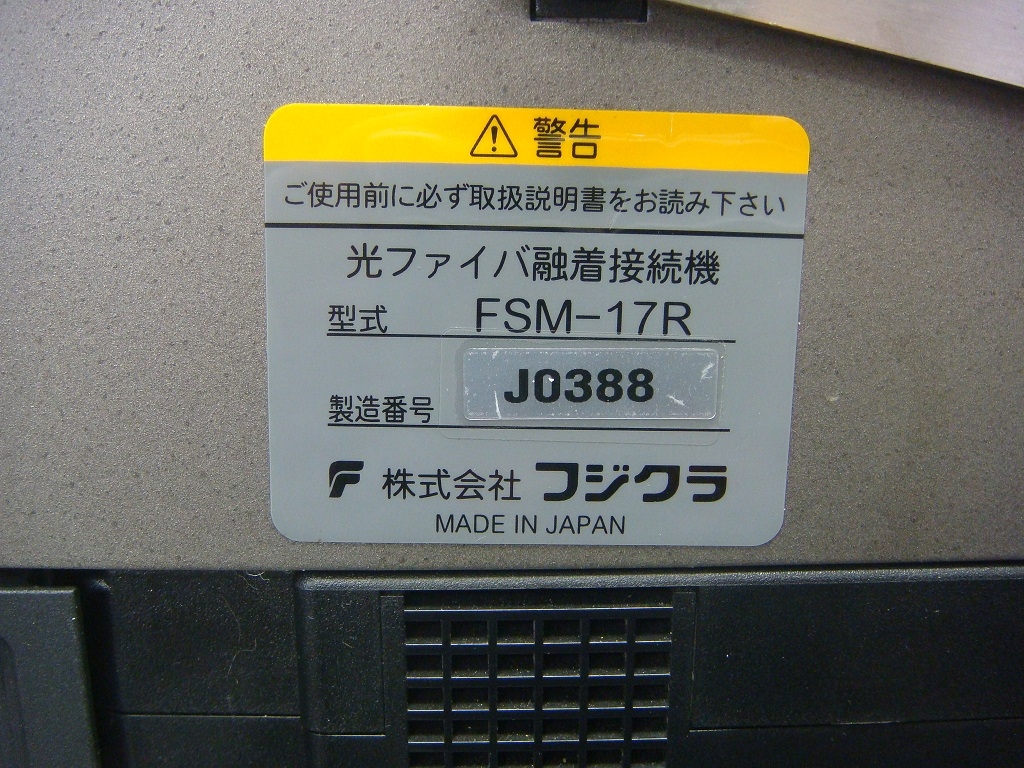 警告
ご使用前に必ず取扱説明書をお読み下さい
光ファイバ融着接続機
型式 FSM-17R
製造番号 J0388
株式会社 フジクラ
MADE IN JAPAN